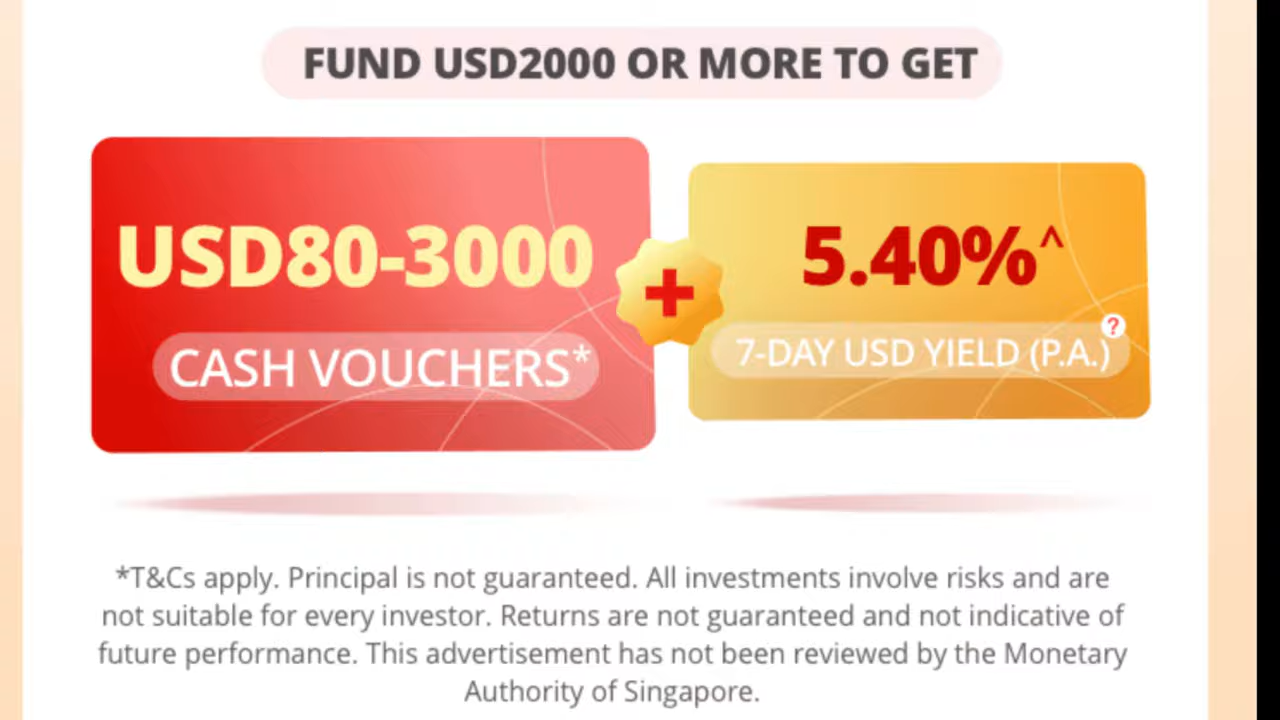 FUND USD2000 OR MORE TO GET
USD80-3000
CASH VOUCHERS*
+
5.40%^
?
7-DAY USD YIELD (P.A.)
*T&Cs apply. Principal is not guaranteed. All investments involve risks and are
not suitable for every investor. Returns are not guaranteed and not indicative of
future performance. This advertisement has not been reviewed by the Monetary
Authority of Singapore.